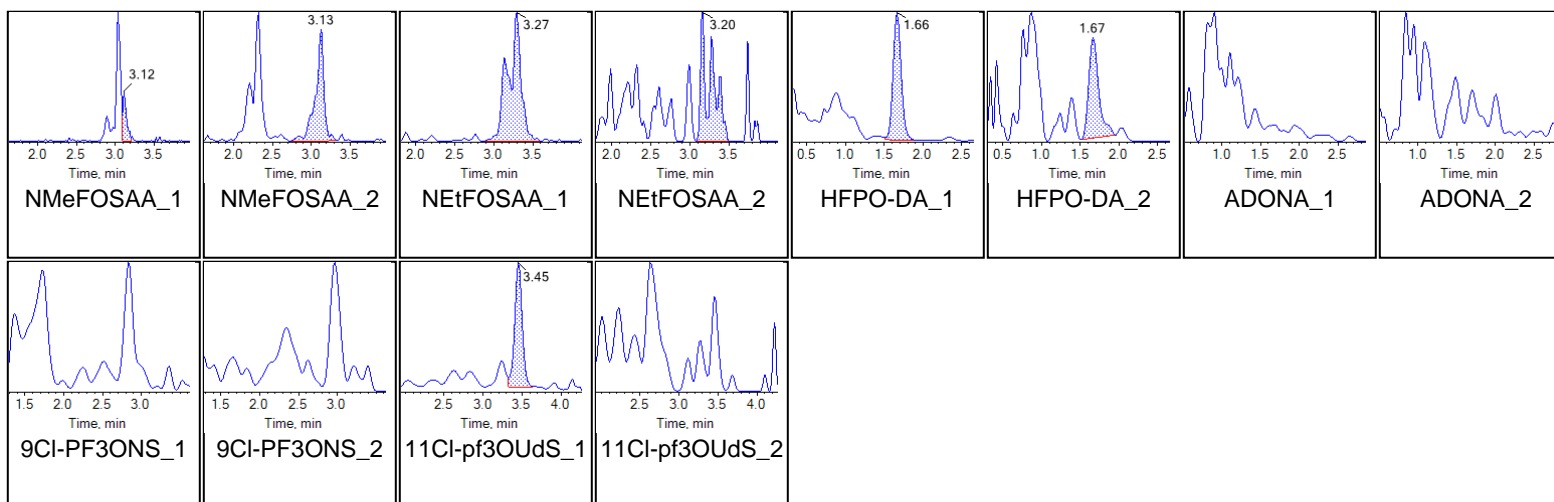 3.12
2.0 2.5 3.0 3.5
Time, min
NMeFOSAA_1
3.13
2.0 2.5 3.0 3.5
Time, min
NMeFOSAA_2
3.27
2.0 2.5 3.0 3.5
Time, min
NEtFOSAA_1
3.20
2.0 2.5 3.0 3.5
Time, min
NEtFOSAA_2
1.66
0.5 1.0 1.5 2.0 2.5
Time, min
HFPO-DA_1
1.67
0.5 1.0 1.5 2.0 2.5
Time, min
HFPO-DA_2
1.0 1.5 2.0 2.5
Time, min
ADONA_1
1.0 1.5 2.0 2.5
Time, min
ADONA_2
1.5 2.0 2.5 3.0
Time, min
9Cl-PF3ONS_1
1.5 2.0 2.5 3.0
Time, min
9Cl-PF3ONS_2
3.45
2.5 3.0 3.5 4.0
Time, min
11Cl-pf3OUdS_1
2.5 3.0 3.5 4.0
Time, min
11Cl-pf3OUdS_2